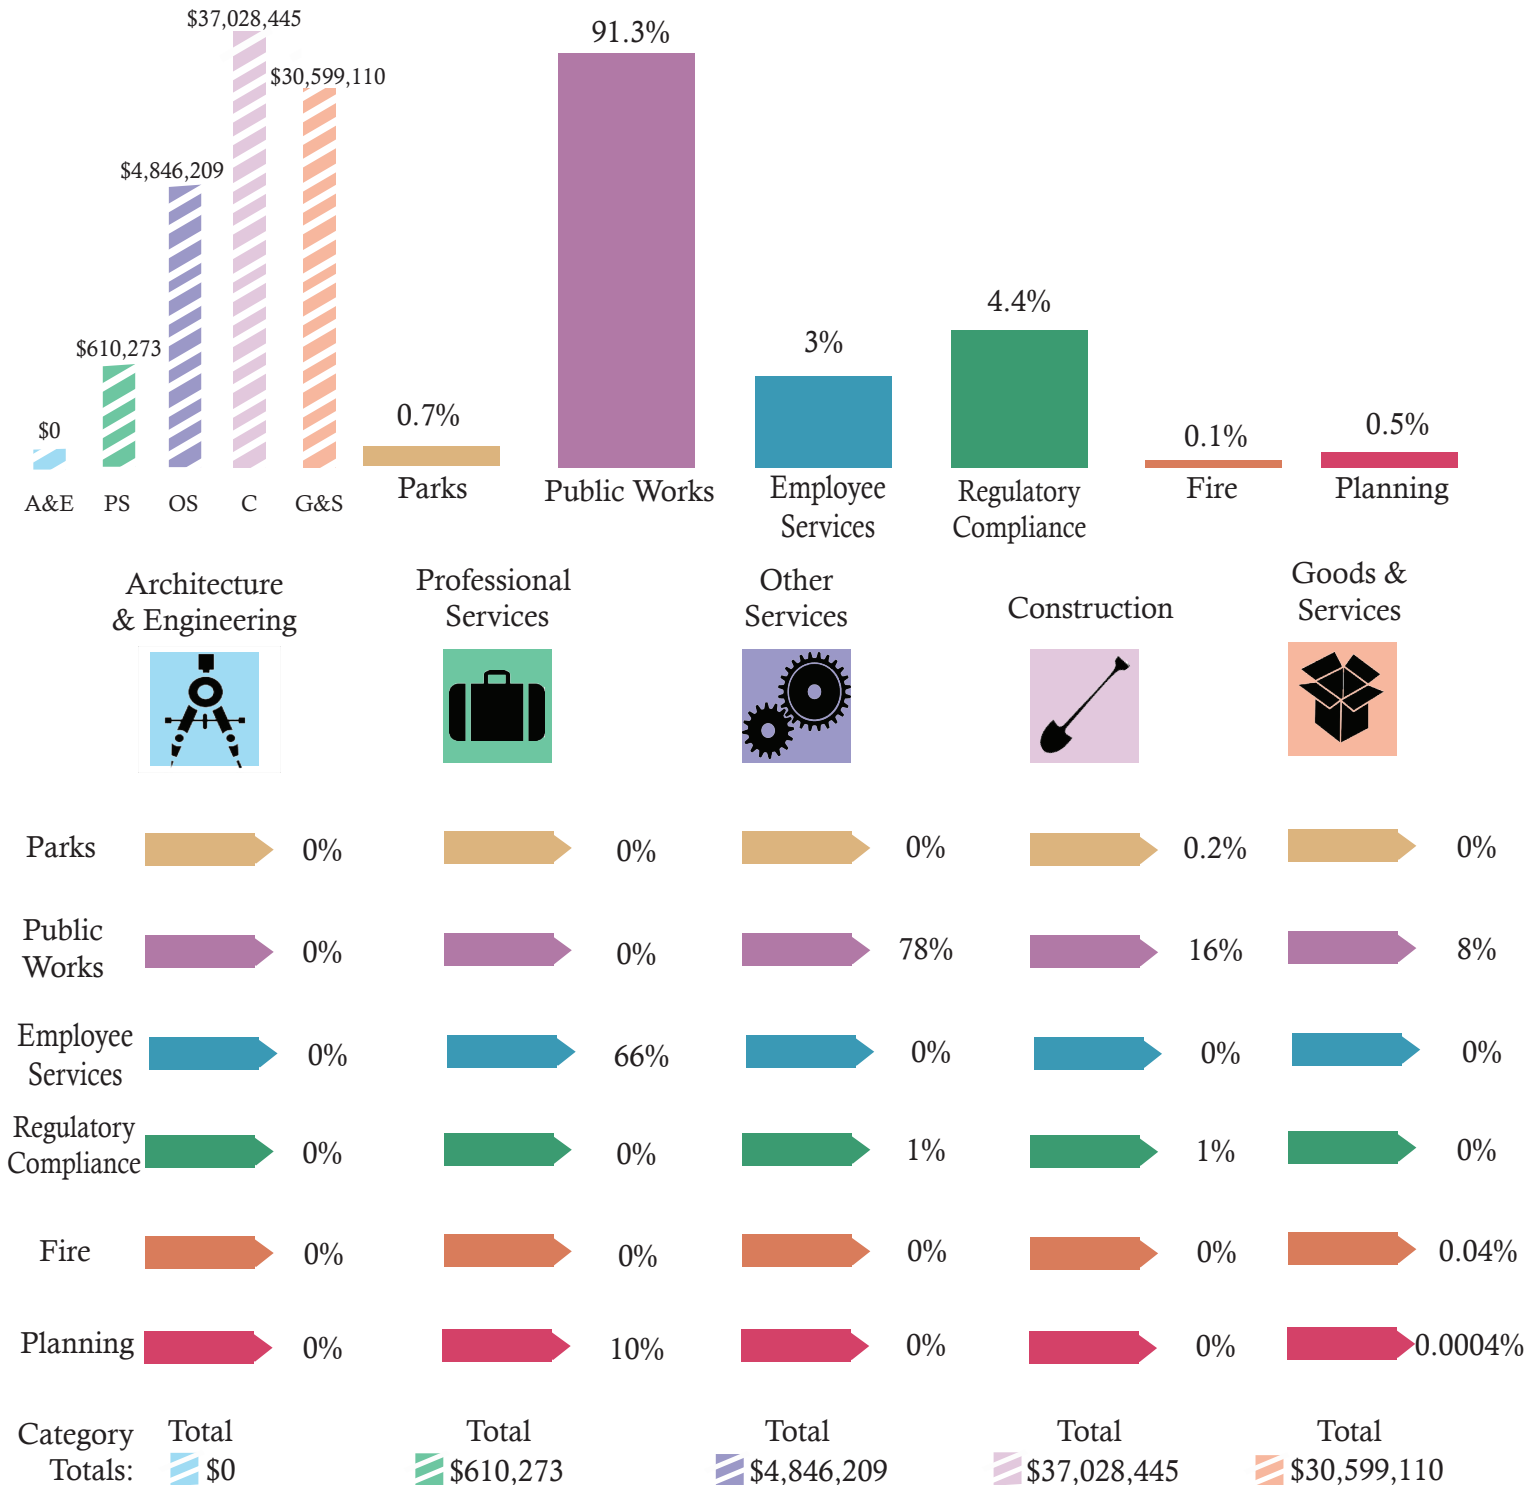 $37,028,445
91.3%
$30,599,110
$4,846,209
4.4%
3%
$610,273
0.7%
$0
0.1%
0.5%
A&E PS OS C G&S
Parks
Public Works
Employee
Services
Regulatory
Compliance
Fire
Planning
Architecture
& Engineering
Professional
Services
Other
Services
Construction
Goods &
Services
Parks 0% 0% 0% 0.2% 0%
Public
Works
0% 0% 78% 16% 8%
Employee
Services
0% 66% 0% 0% 0%
Regulatory
Compliance
0% 0% 1% 1% 0%
Fire 0% 0% 0% 0% 0.04%
Planning 0% 10% 0% 0% 0.0004%
Category
Totals:
Total
$0
Total
$610,273
Total
$4,846,209
Total
$37,028,445
Total
$30,599,110